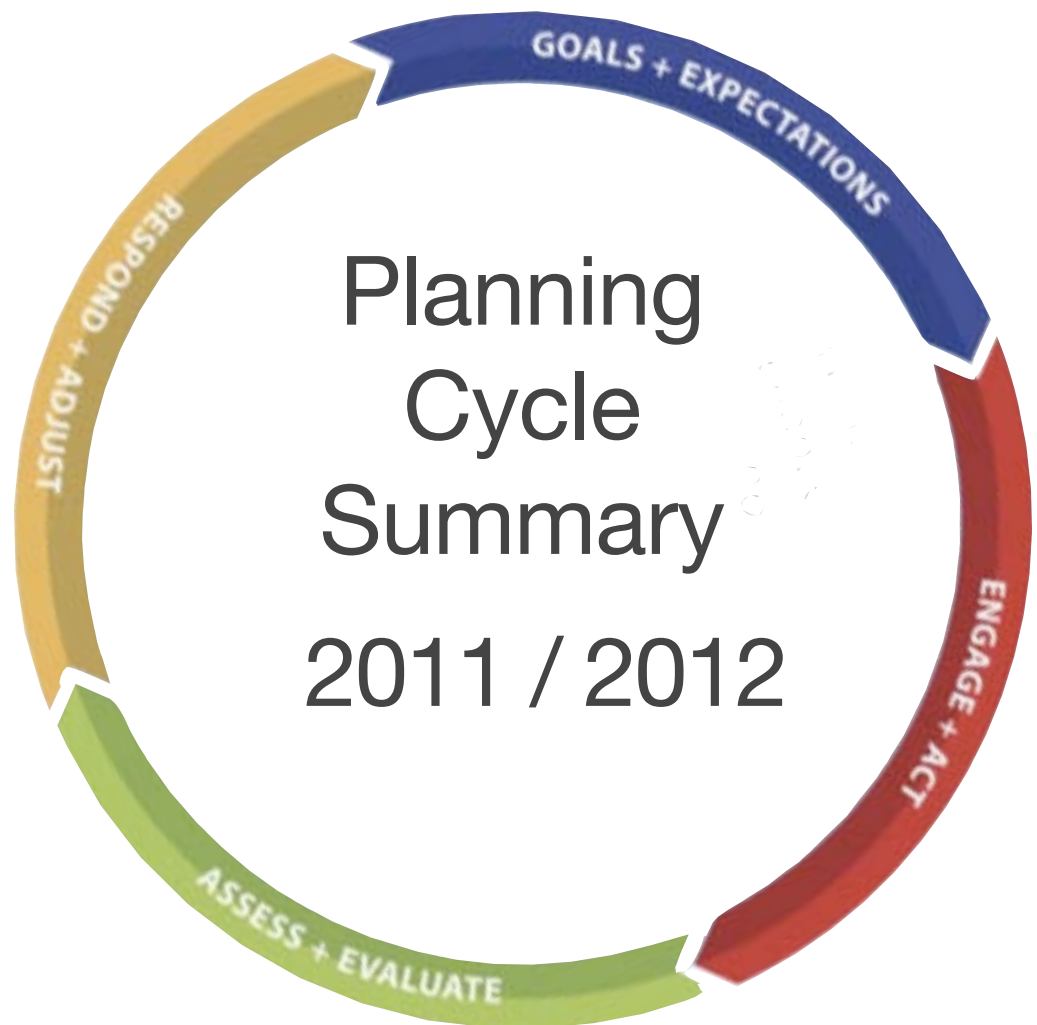 GOALS + EXPECTATIONS
ENGAGE + ACT
ASSESS + EVALUATE
RESPOND + ADJUST
Planning
Cycle
Summary
2011 / 2012